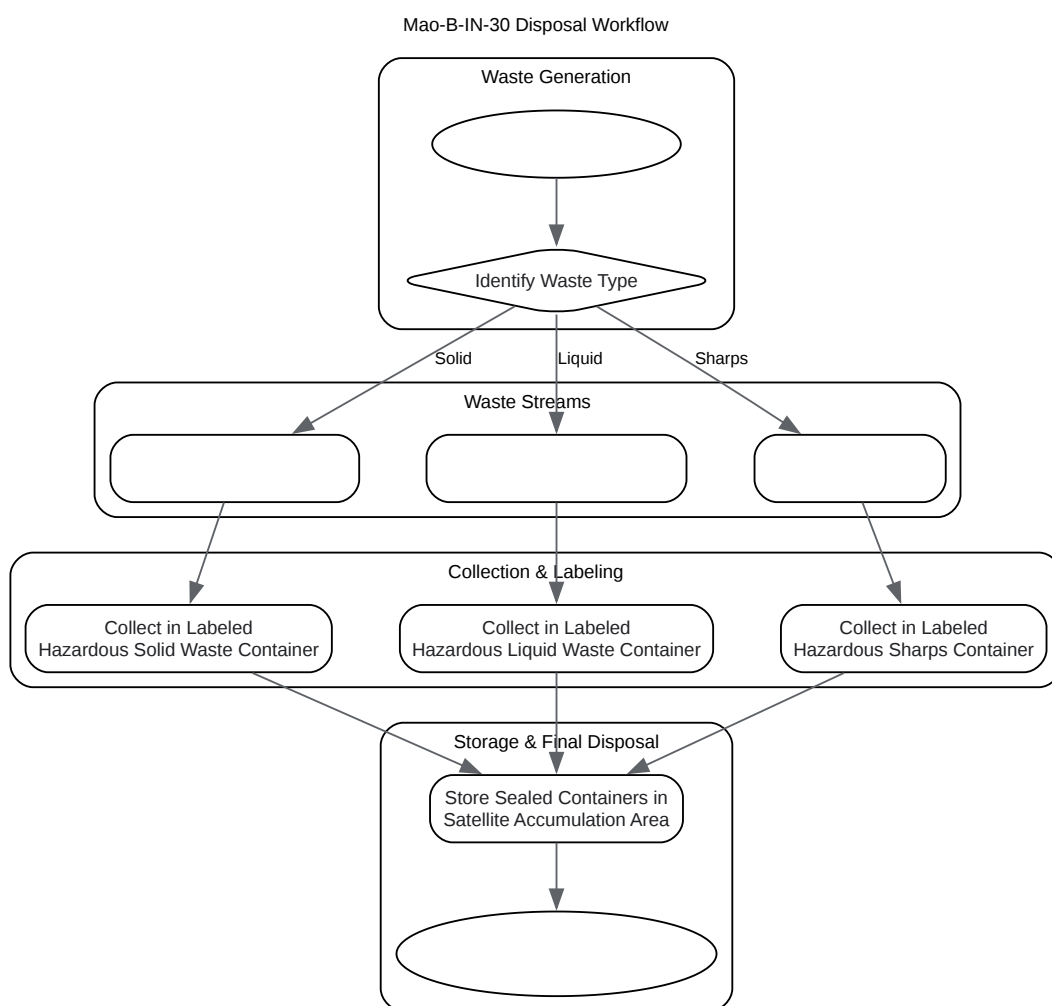 Mao-B-IN-30 Disposal Workflow
Waste Generation
Identify Waste Type
Solid
Liquid
Sharps
Waste Streams
Collection & Labeling
Collect in Labeled
Hazardous Solid Waste Container
Collect in Labeled
Hazardous Liquid Waste Container
Collect in Labeled
Hazardous Sharps Container
Storage & Final Disposal
Store Sealed Containers in
Satellite Accumulation Area